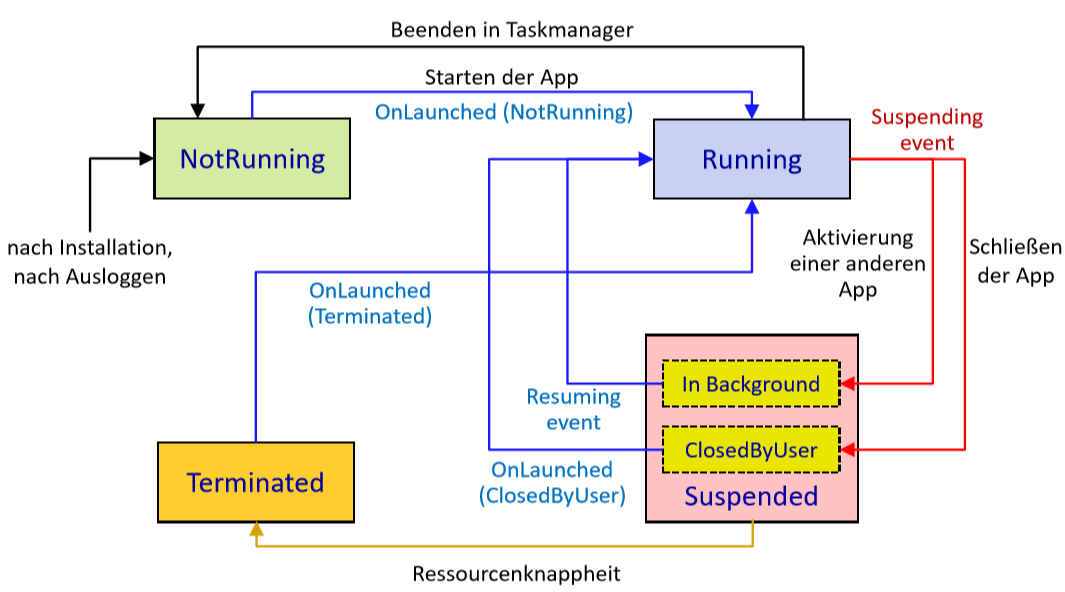 Beenden in Taskmanager
Starten der App
OnLaunched (NotRunning)
Suspending
event
NotRunning
Running
nach Installation,
nach Ausloggen
Aktivierung
einer anderen
App
Schließen
der App
OnLaunched
(Terminated)
In Background
Resuming
event
ClosedByUser
OnLaunched
(ClosedByUser)
Suspended
Terminated
Ressourcenknappheit